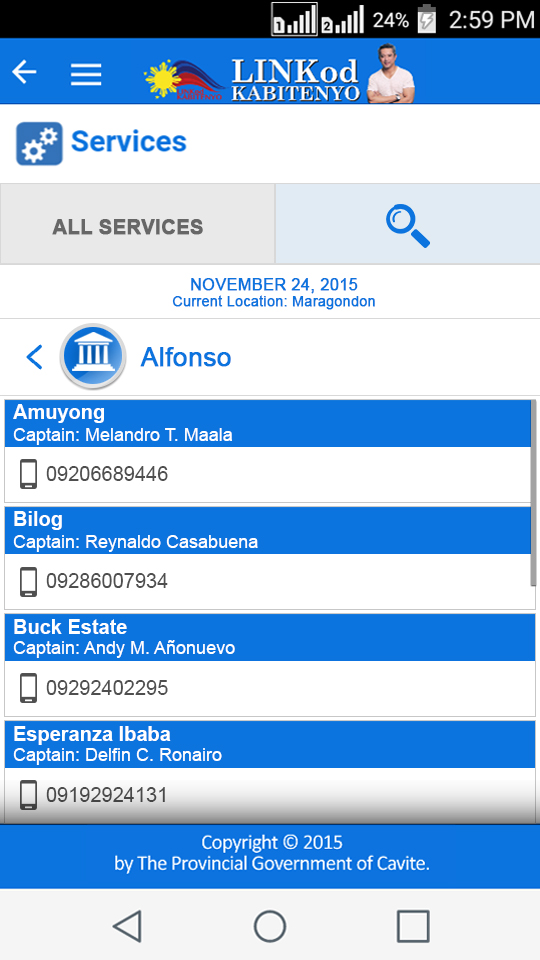 1 2 24% 2:59 PM
LINKod
KABITENYO
Services
ALL SERVICES
NOVEMBER 24, 2015
Current Location: Maragondon
Alfonso
Amuyong
Captain: Melandro T. Maala
09206689446
Bilog
Captain: Reynaldo Casabuena
09286007934
Buck Estate
Captain: Andy M. Añonuevo
09292402295
Esperanza Ibaba
Captain: Delfin C. Ronairo
09192924131
Copyright © 2015
by The Provincial Government of Cavite.